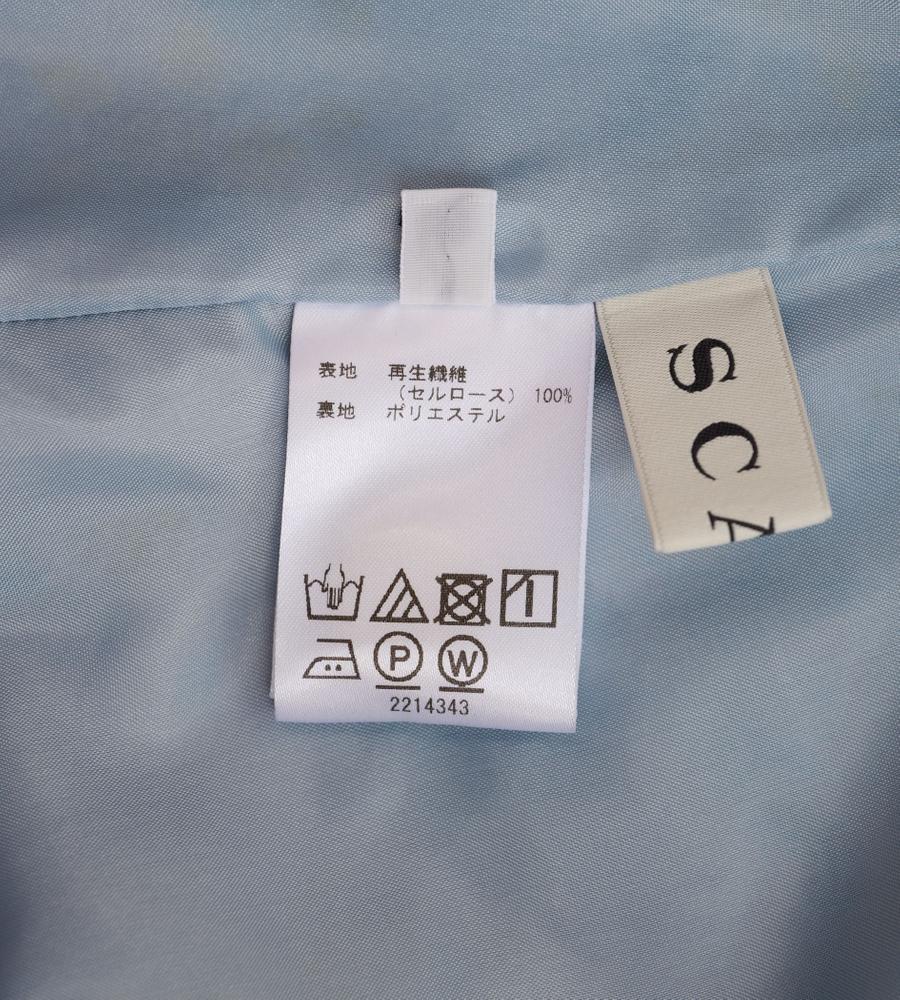 表地 再生繊維
（セルロース） 100%
裏地 ポリエステル
P W
2214343
SCA